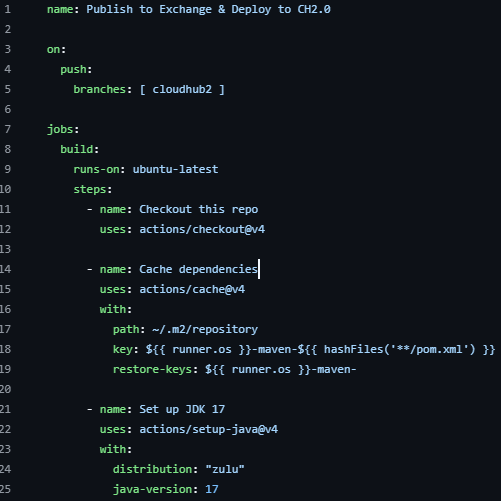 1 name: Publish to Exchange & Deploy to CH2.0
2
3 on:
4   push:
5     branches: [ cloudhub2 ]
6
7 jobs:
8   build:
9     runs-on: ubuntu-latest
10     steps:
11       - name: Checkout this repo
12         uses: actions/checkout@v4
13
14       - name: Cache dependencies
15         uses: actions/cache@v4
16         with:
17           path: ~/.m2/repository
18           key: ${{ runner.os }}-maven-${{ hashFiles('**/pom.xml') }}
19           restore-keys: ${{ runner.os }}-maven-
20
21       - name: Set up JDK 17
22         uses: actions/setup-java@v4
23         with:
24           distribution: "zulu"
25           java-version: 17